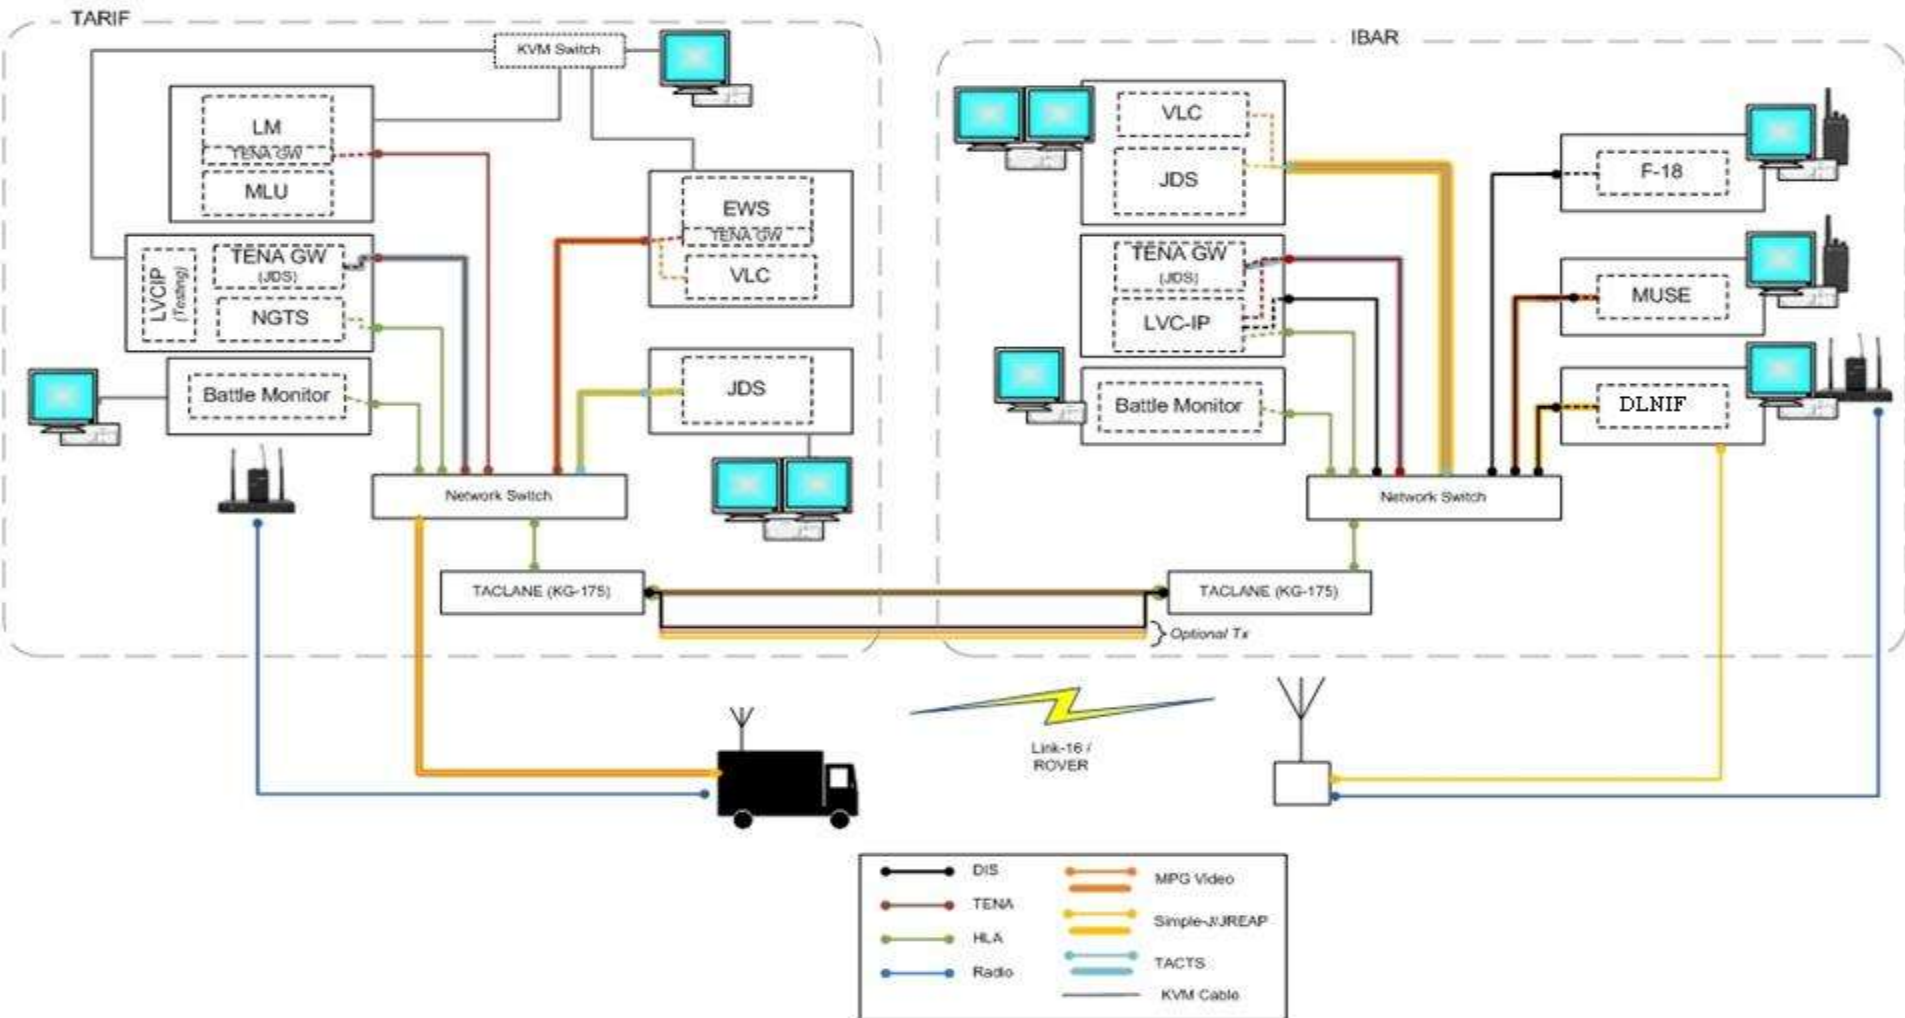 TARIF
KVM Switch
LM
TENA GW
MLU
LVCIP
(Testing)
TENA GW
(JDS)
NGTS
Battle Monitor
EWS
TENA GW
VLC
JDS
Network Switch
TACLANE (KG-175)
IBAR
VLC
JDS
TENA GW
(JDS)
LVC-IP
Battle Monitor
F-18
MUSE
DLNIF
Network Switch
TACLANE (KG-175)
Optional Tx
Link-16 /
ROVER
DIS
TENA
HLA
Radio
MPG Video
Simple-J/JREAP
TACTS
KVM Cable